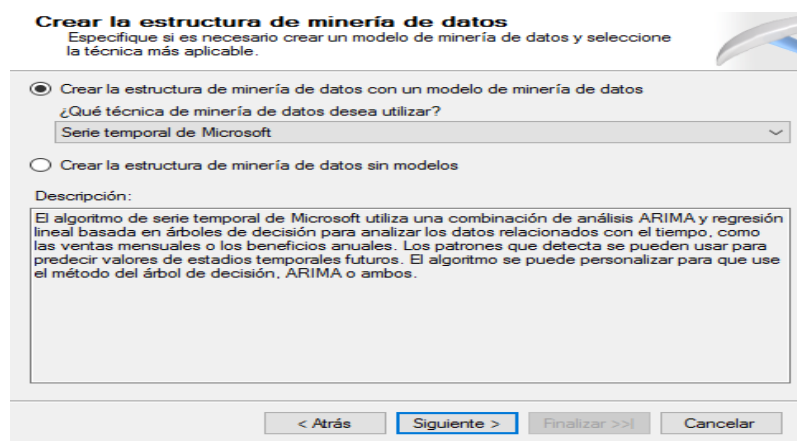 Crear la estructura de minería de datos
Especifique si es necesario crear un modelo de minería de datos y seleccione
la técnica más aplicable.
Crear la estructura de minería de datos con un modelo de minería de datos
¿Qué técnica de minería de datos desea utilizar?
Serie temporal de Microsoft
Crear la estructura de minería de datos sin modelos
Descripción:
El algoritmo de serie temporal de Microsoft utiliza una combinación de análisis ARIMA y regresión
lineal basada en árboles de decisión para analizar los datos relacionados con el tiempo, como
las ventas mensuales o los beneficios anuales. Los patrones que detecta se pueden usar para
predecir valores de estadios temporales futuros. El algoritmo se puede personalizar para que use
el método del árbol de decisión, ARIMA o ambos.
< Atrás Siguiente > Finalizar >>| Cancelar